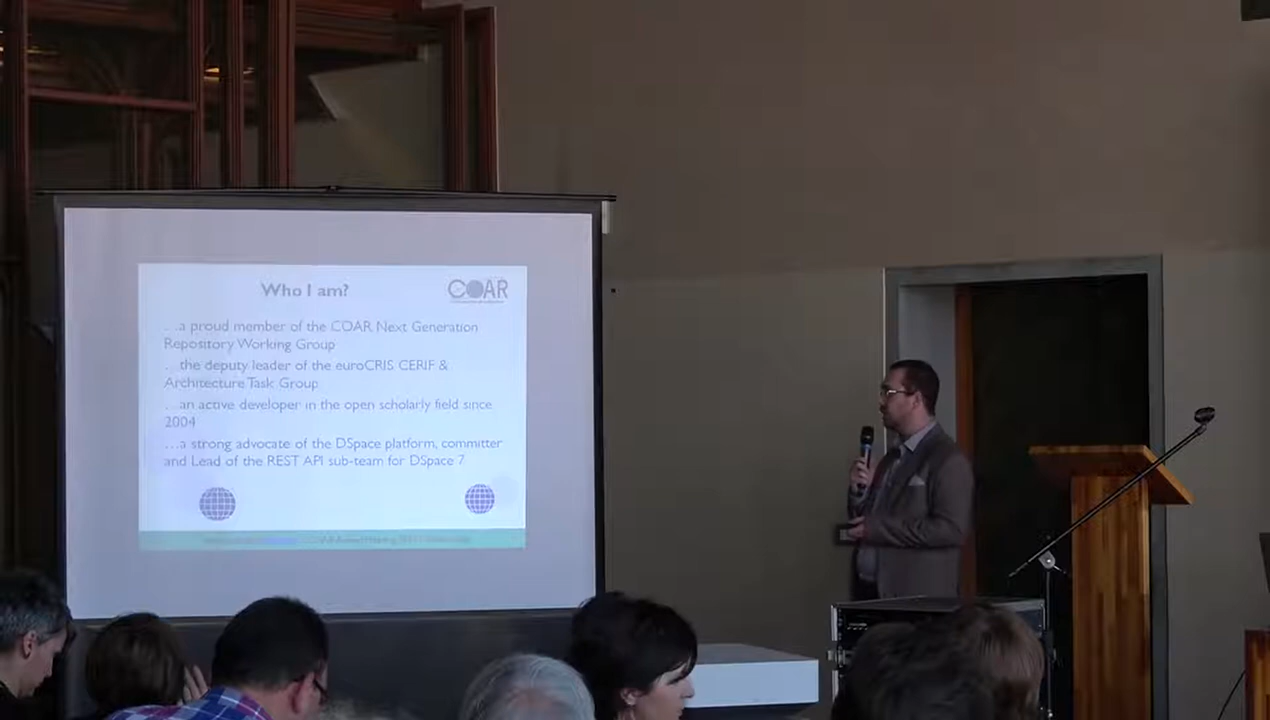 Who I am?
COAR
…a proud member of the COAR Next Generation
Repository Working Group
…the deputy leader of the euroCRIS CERIF &
Architecture Task Group
…an active developer in the open scholarly field since
2004
…a strong advocate of the DSpace platform, committer
and Lead of the REST API sub-team for DSpace 7